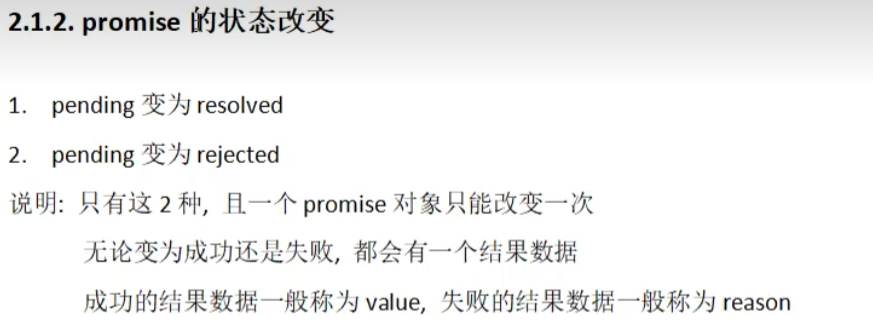 2.1.2. promise 的状态改变
1. pending 变为 resolved
2. pending 变为 rejected
说明: 只有这 2 种, 且一个 promise 对象只能改变一次
无论变为成功还是失败, 都会有一个结果数据
成功的结果数据一般称为 value, 失败的结果数据一般称为 reason